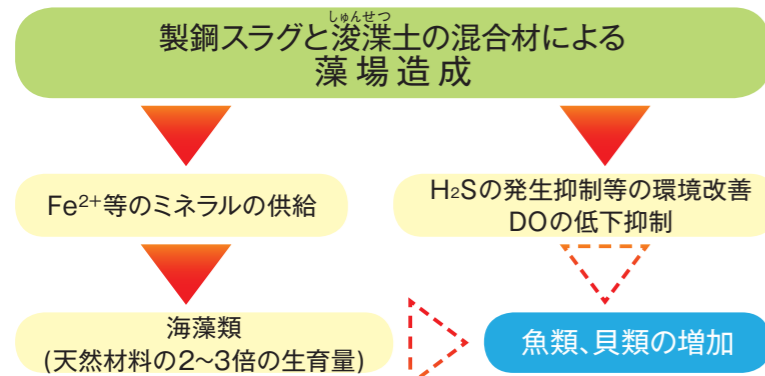 しゅんせつ
製鋼スラグと浚渫土の混合材による
藻場造成
Fe²⁺等のミネラルの供給
H₂Sの発生抑制等の環境改善
DOの低下抑制
海藻類
(天然材料の2〜3倍の生育量)
魚類、貝類の増加